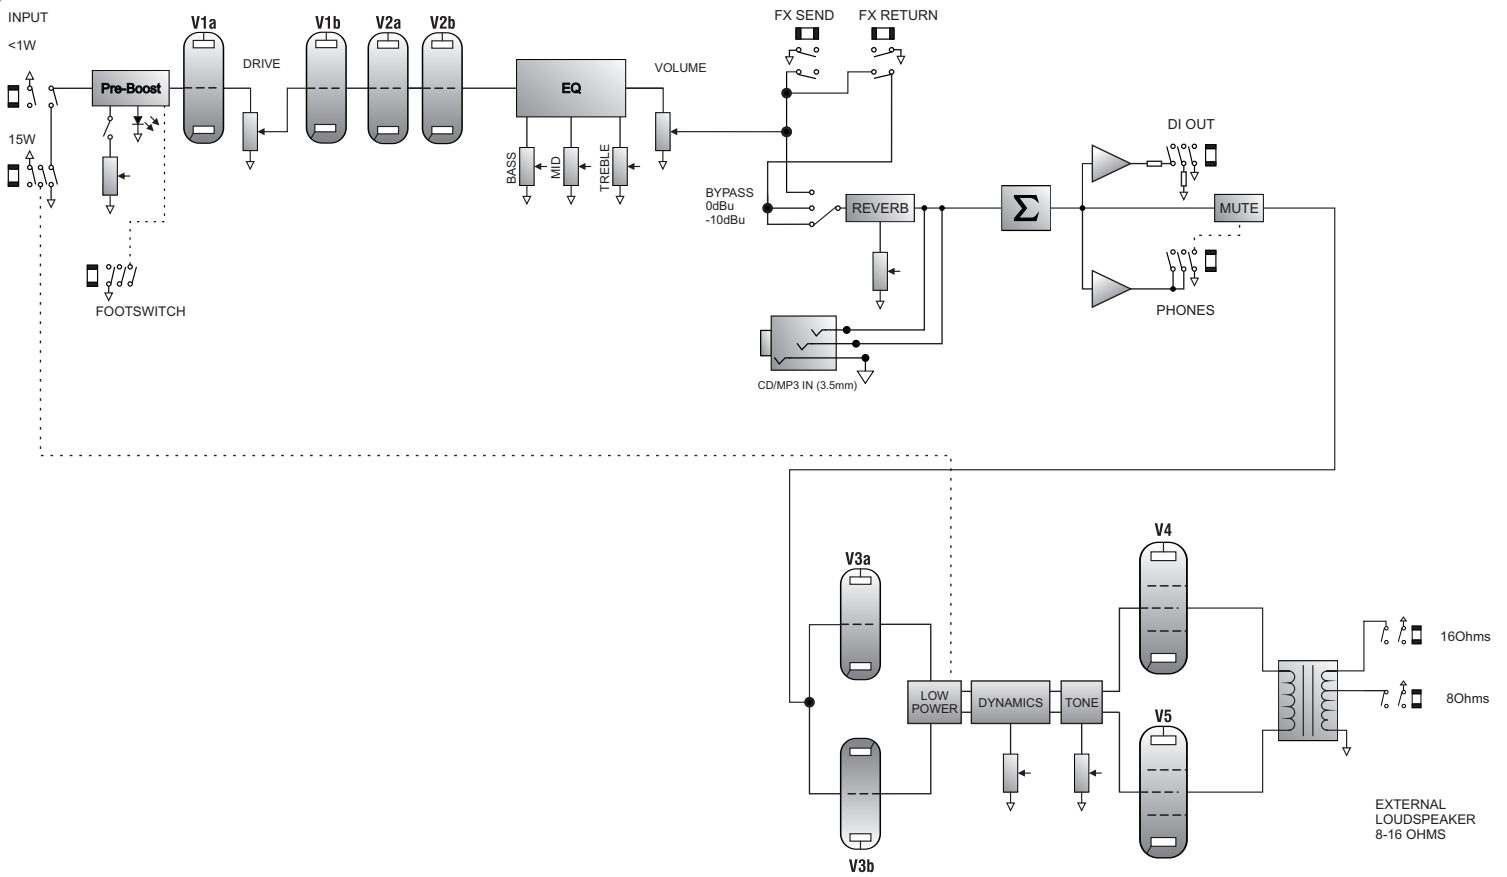 INPUT
<1W
15W
Pre-Boost
V1a
DRIVE
V1b
V2a
V2b
EQ
BASS
MID
TREBLE
VOLUME
FX SEND
FX RETURN
BYPASS
0dBu
-10dBu
REVERB
Σ
DI OUT
MUTE
PHONES
FOOTSWITCH
CD/MP3 IN (3.5mm)
V3a
V3b
LOW
POWER
DYNAMICS
TONE
V4
V5
16Ohms
8Ohms
EXTERNAL
LOUDSPEAKER
8-16 OHMS